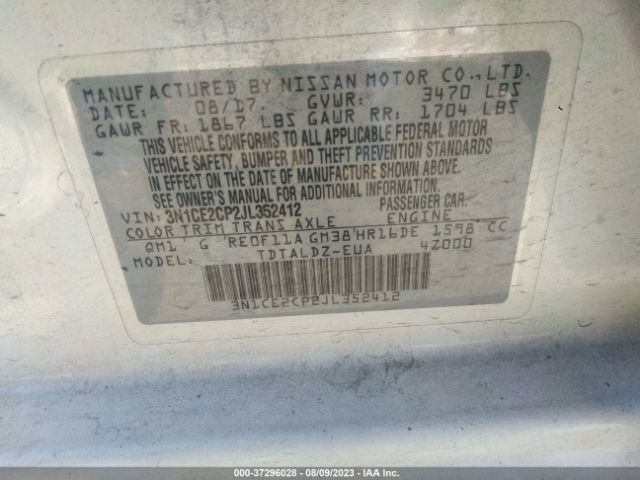 MANUFACTURED BY NISSAN MOTOR CO., LTD.
DATE: 08/17. GVWR: 3470 LBS
GAWR FR: 1867 LBS GAWR RR: 1704 LBS
THIS VEHICLE CONFORMS TO ALL APPLICABLE FEDERAL MOTOR
VEHICLE SAFETY, BUMPER AND THEFT PREVENTION STANDARDS
IN EFFECT ON THE DATE OF MANUFACTURE SHOWN ABOVE.
SEE OWNER'S MANUAL FOR ADDITIONAL INFORMATION.
VIN: 3N1CE2CP2JL352412 PASSENGER CAR.
COLOR TRIM TRANS AXLE ENGINE
QM1 G RE0F11A GM38 HR16DE 1598 CC
MODEL: TDTALDZ-EUA 4Z000
3N1CE2CP2JL352412
000-37296028 - 08/09/2023 - IAA Inc.